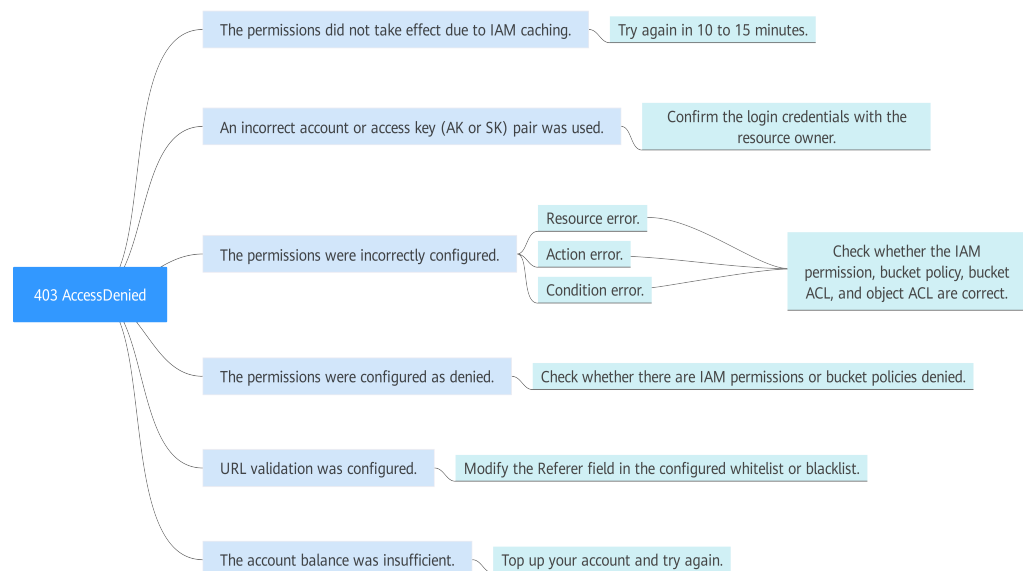 The permissions did not take effect due to IAM caching.
Try again in 10 to 15 minutes.
An incorrect account or access key (AK or SK) pair was used.
Confirm the login credentials with the
resource owner.
403 AccessDenied
The permissions were incorrectly configured.
Resource error.
Action error.
Condition error.
Check whether the IAM
permission, bucket policy, bucket
ACL, and object ACL are correct.
The permissions were configured as denied.
Check whether there are IAM permissions or bucket policies denied.
URL validation was configured.
Modify the Referer field in the configured whitelist or blacklist.
The account balance was insufficient.
Top up your account and try again.